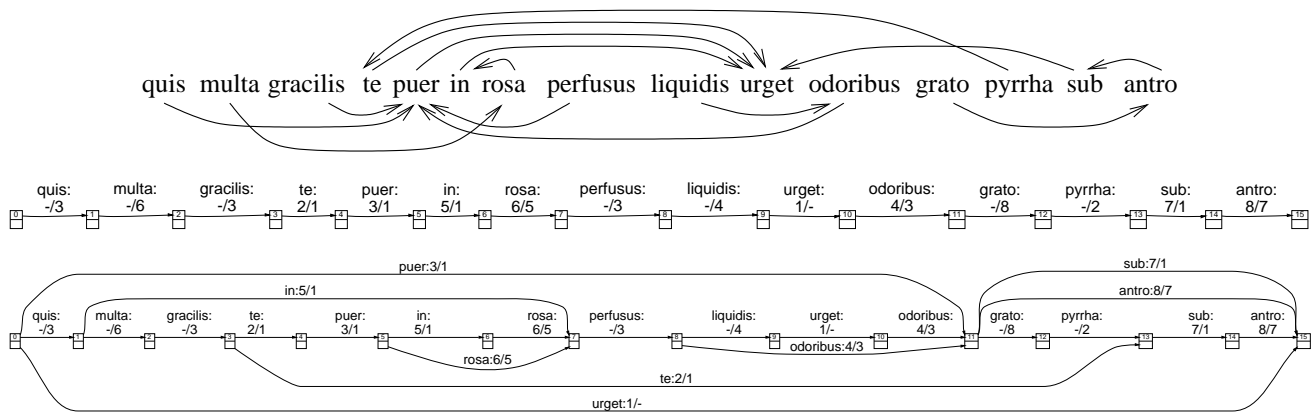 quis multa gracilis te puer in rosa perfusus liquidis urget odoribus grato pyrrha sub antro
quis: multa: gracilis: te: puer: in: rosa: perfusus: liquidis: urget: odoribus: grato: pyrrha: sub: antro:
-/3 -/6 -/3 2/1 3/1 5/1 6/5 -/3 -/4 1/- 4/3 -/8 -/2 7/1 8/7
0 1 2 3 4 5 6 7 8 9 10 11 12 13 14 15
puer:3/1 sub:7/1
in:5/1 antro:8/7
quis: multa: gracilis: te: puer: in: rosa: perfusus: liquidis: urget: odoribus: grato: pyrrha: sub: antro:
-/3 -/6 -/3 2/1 3/1 5/1 6/5 -/3 -/4 1/- 4/3 -/8 -/2 7/1 8/7
0 1 2 3 4 5 6 7 8 9 10 11 12 13 14 15
rosa:6/5 odoribus:4/3
te:2/1
urget:1/-